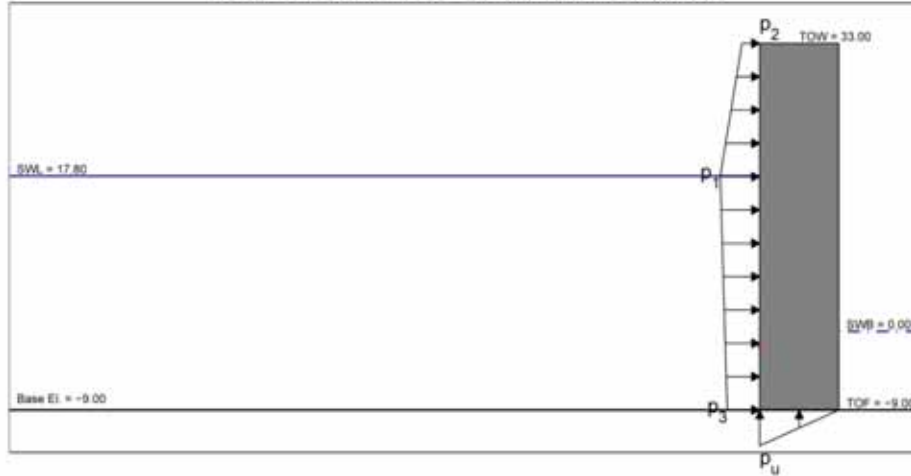 p2
TOW = 33.00
SWL = 17.80
p1
SWB = 0.00
Base El. = −9.00
p3
TOF = −9.00
pu